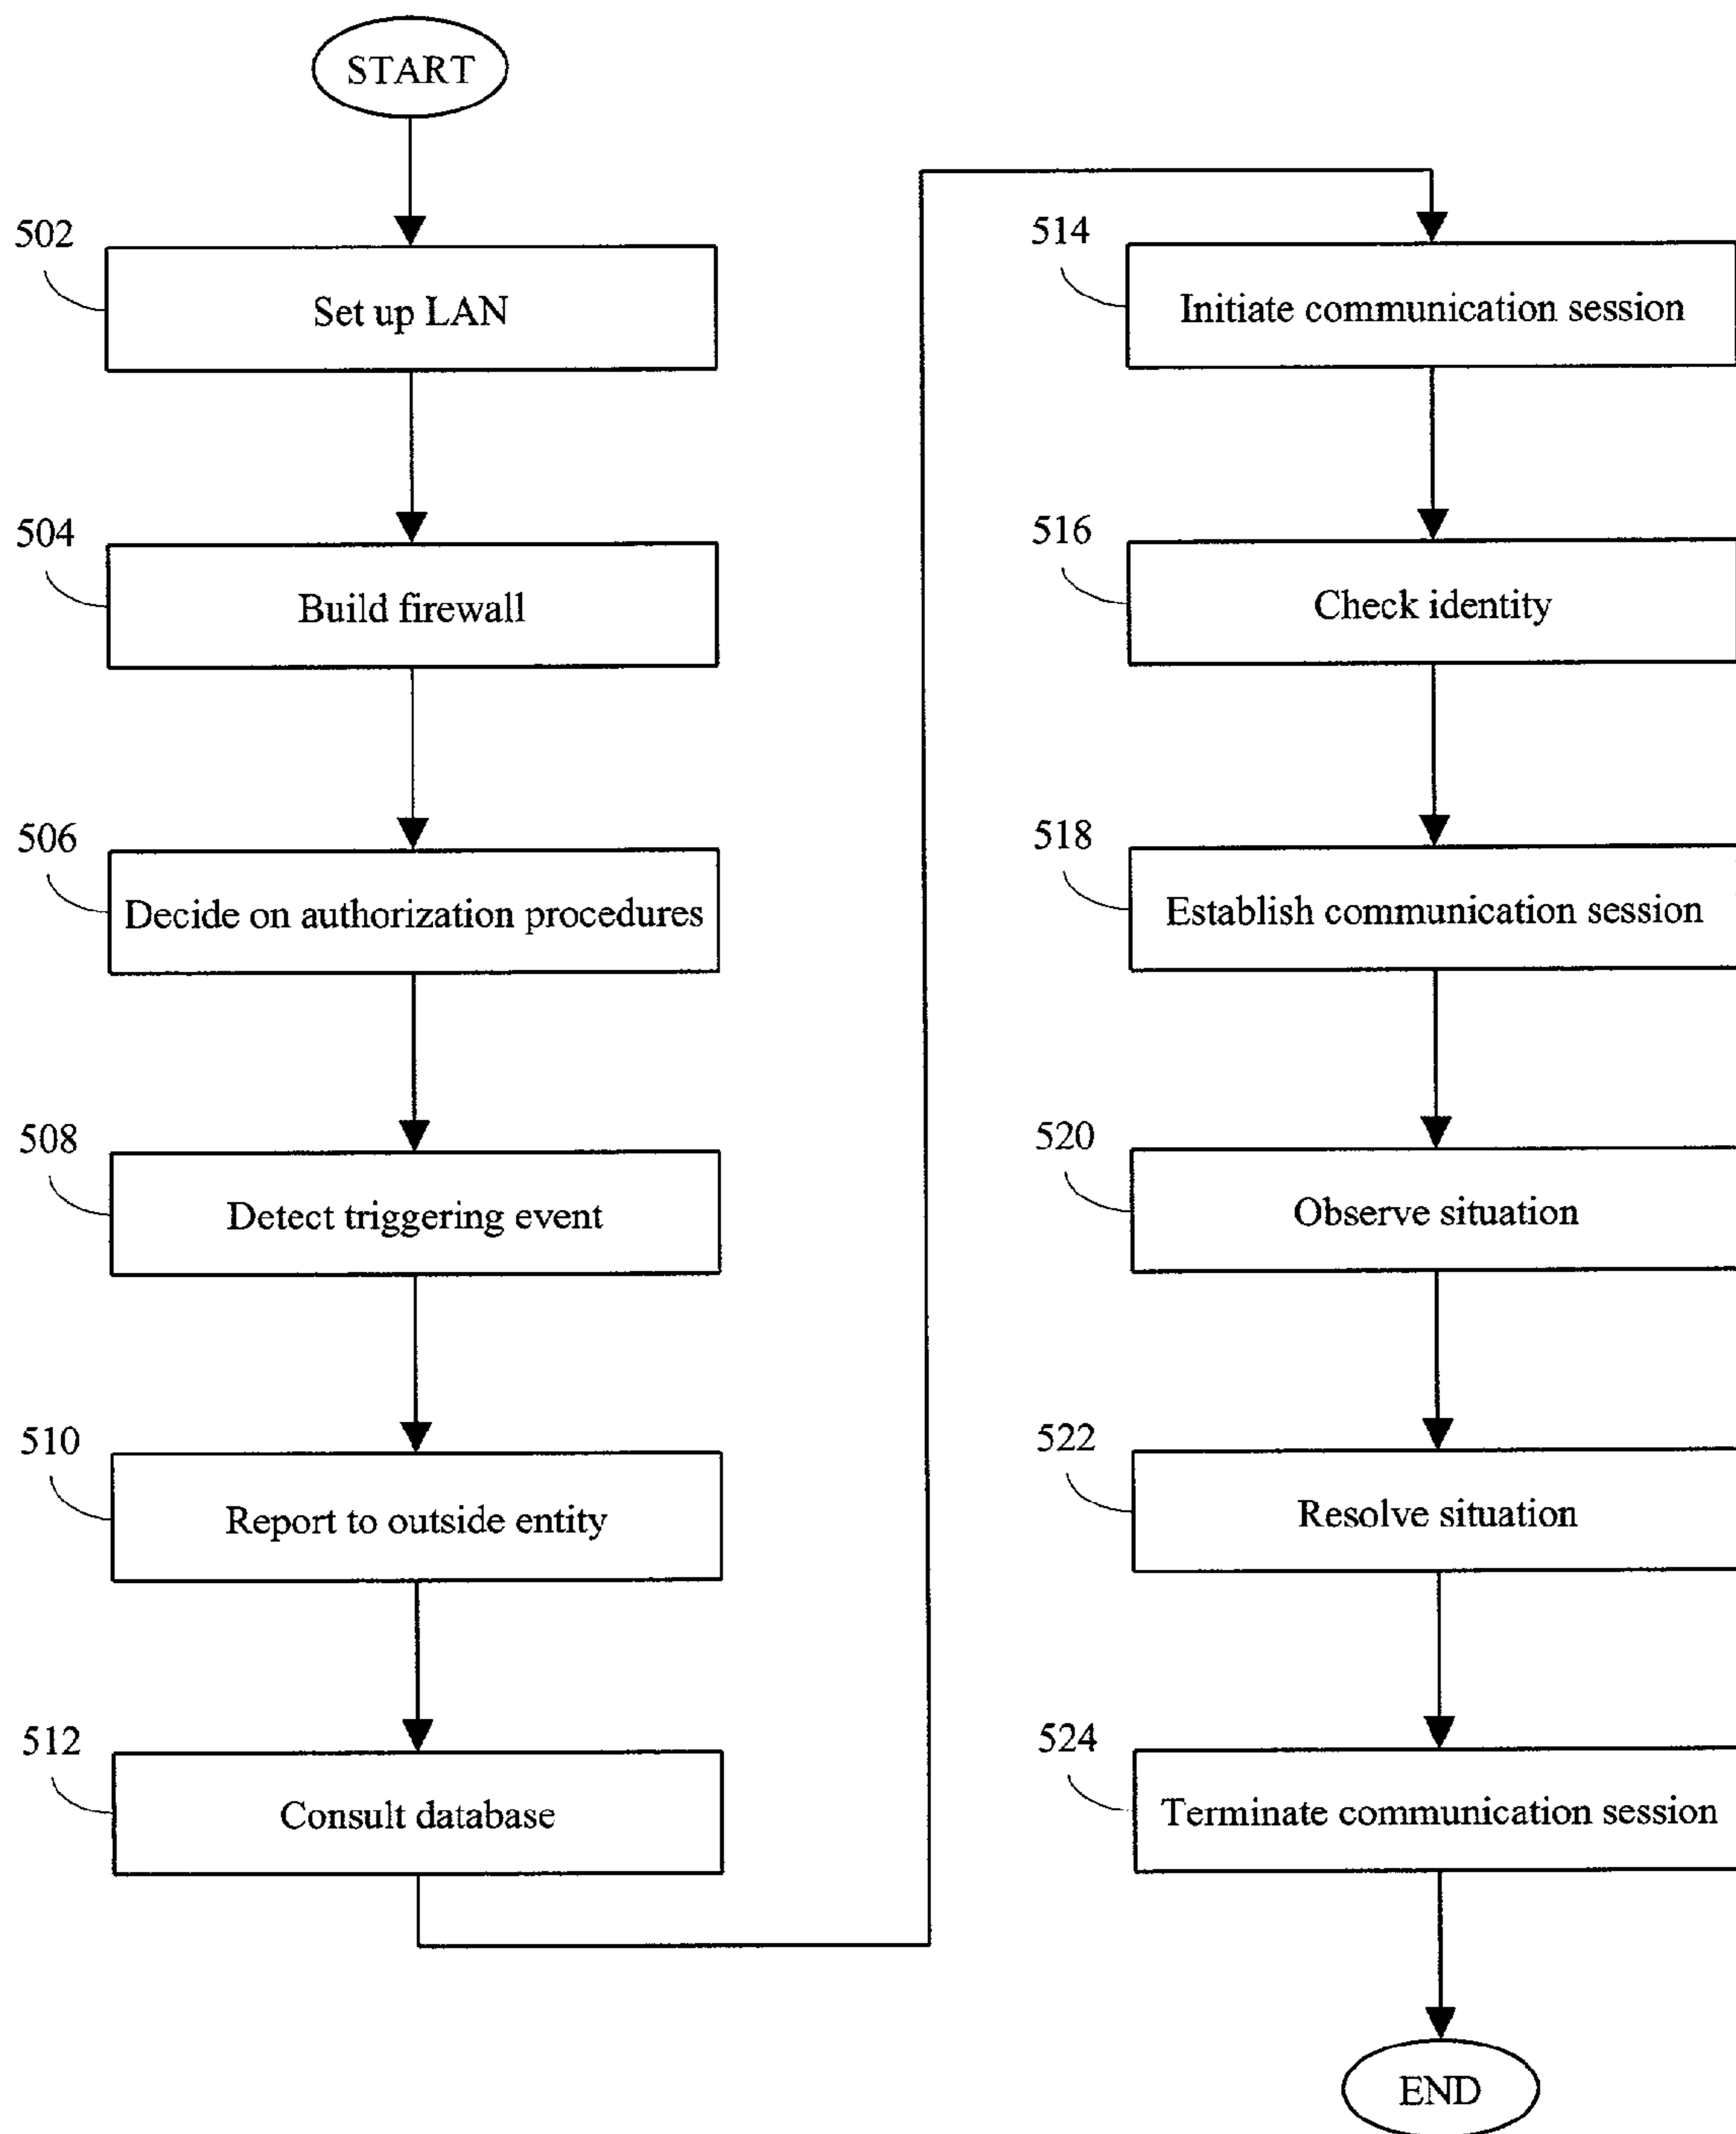 START
502
Set up LAN
504
Build firewall
506
Decide on authorization procedures
508
Detect triggering event
510
Report to outside entity
512
Consult database
514
Initiate communication session
516
Check identity
518
Establish communication session
520
Observe situation
522
Resolve situation
524
Terminate communication session
END